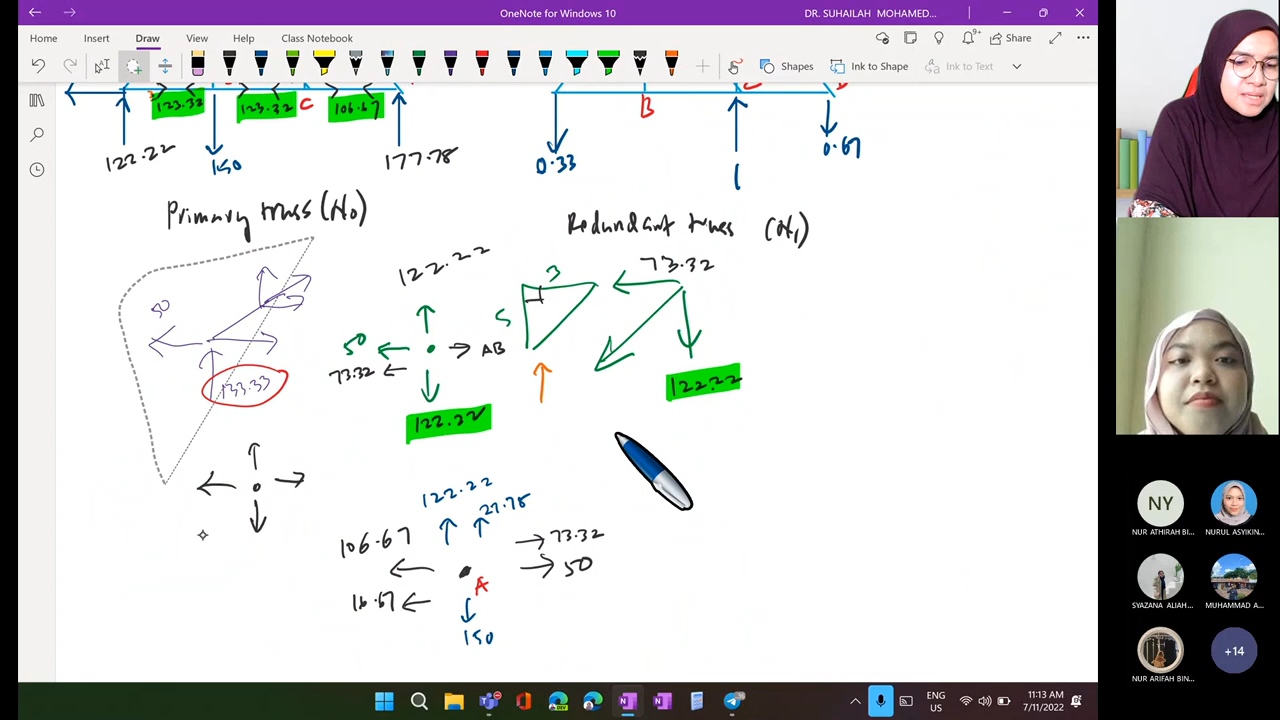 OneNote for Windows 10
DR. SUHAILAH MOHAMED...
Home
Insert
Draw
View
Help
Class Notebook
9+
Share
Shapes
Ink to Shape
Ink to Text
123.32
123.32
C
106.67
B
122.22
150
177.78
0.33
1
0.67
Primary truss (N0)
Redundant truss (N1)
50
133.33
122.22
50
AB
73.32
122.22
3
5
73.32
122.22
122.22
27.78
106.67
73.32
50
A
16.67
150
NY
NUR ATHIRAH BI...
NURUL ASYIKIN...
SYAZANA ALIAH...
MUHAMMAD A...
NUR ARIFAH BIN...
+14
ENG
US
11:13 AM
7/11/2022